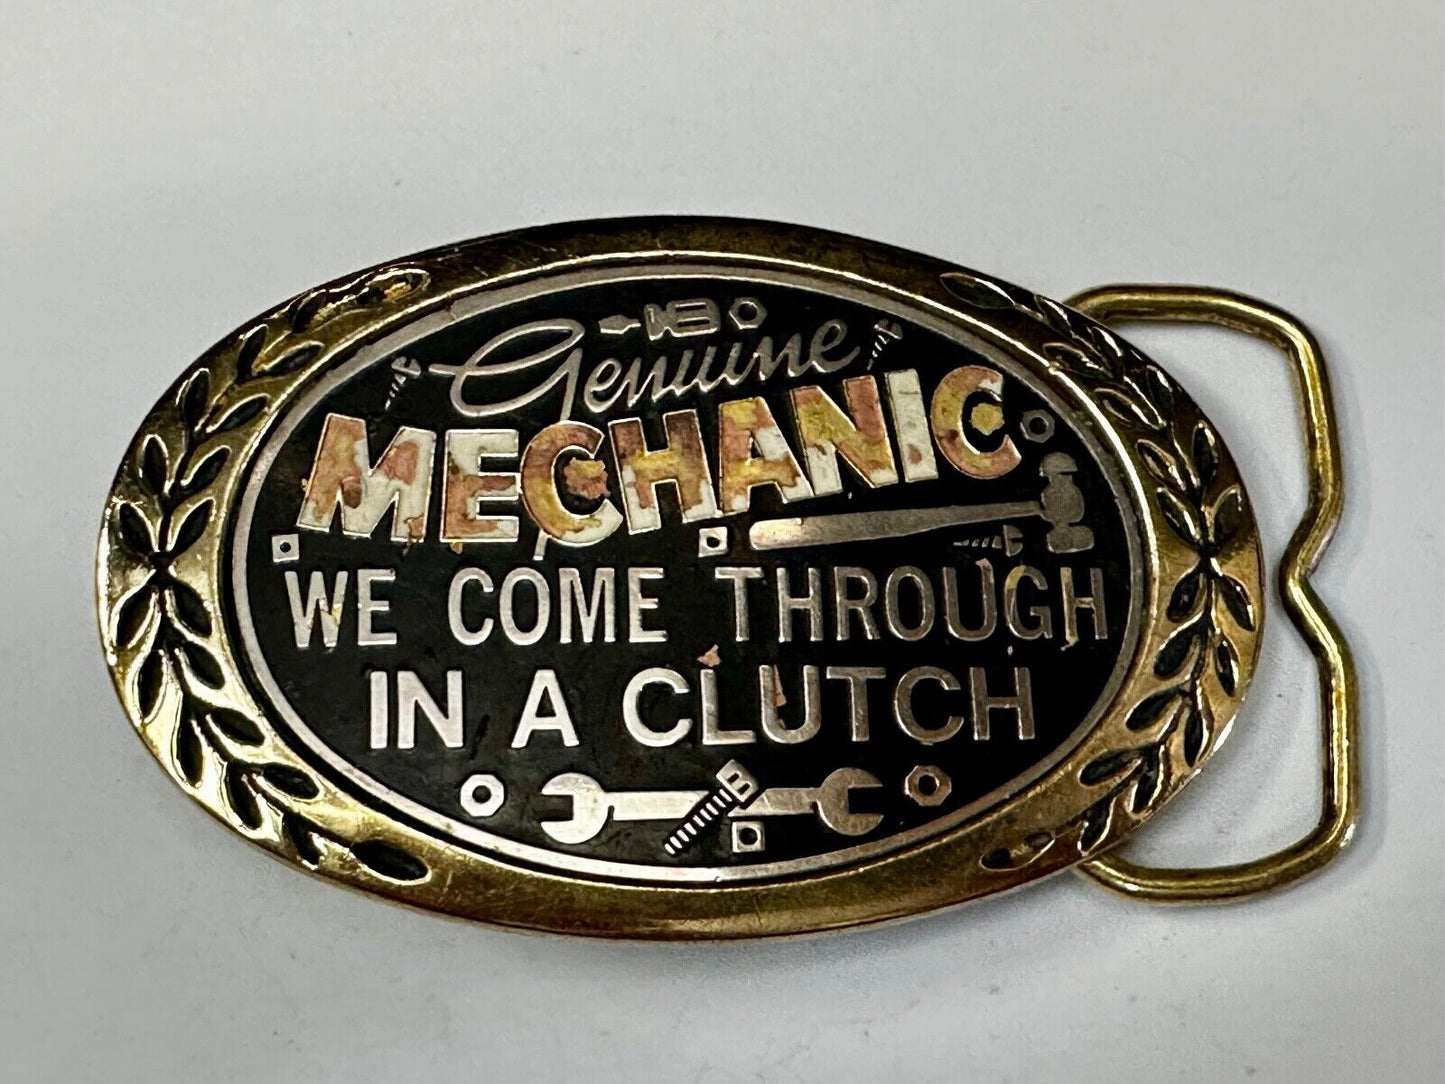 Genuine
MECHANIC
WE COME THROUGH
IN A CLUTCH